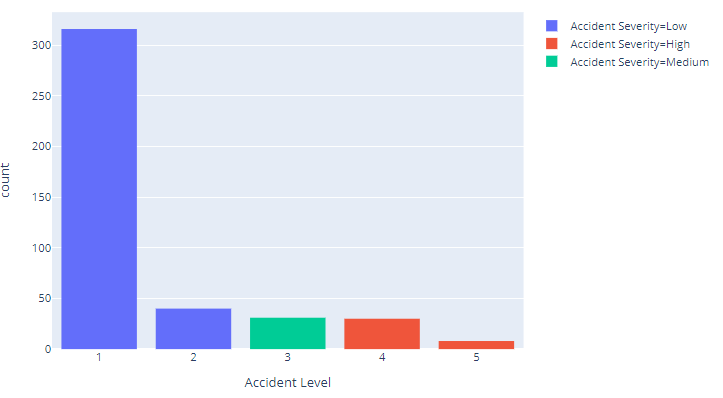 Accident Severity=Low
Accident Severity=High
Accident Severity=Medium
count
300
250
200
150
100
50
0
1 2 3 4 5
Accident Level